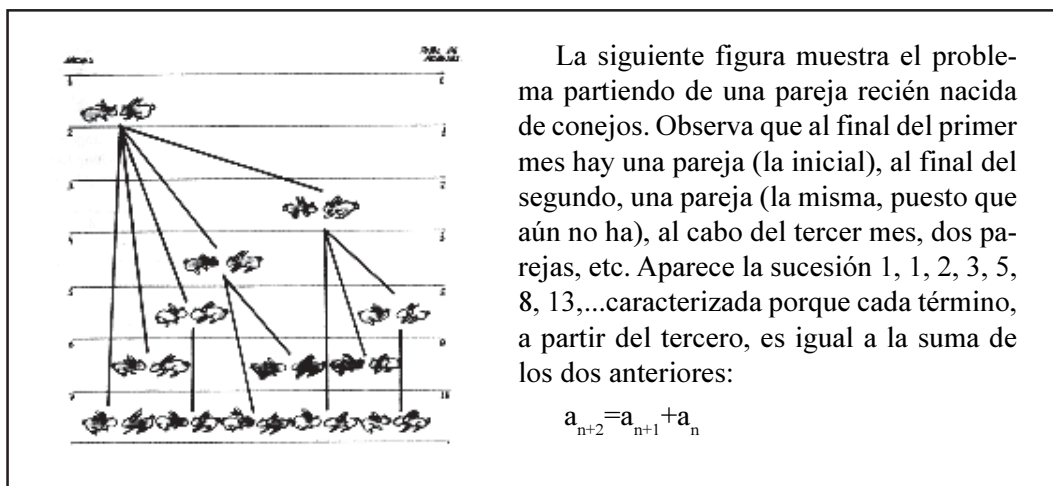 La siguiente figura muestra el proble-
ma partiendo de una pareja recién nacida
de conejos. Observa que al final del primer
mes hay una pareja (la inicial), al final del
segundo, una pareja (la misma, puesto que
aún no ha), al cabo del tercer mes, dos pa-
rejas, etc. Aparece la sucesión 1, 1, 2, 3, 5,
8, 13,...caracterizada porque cada término,
a partir del tercero, es igual a la suma de
los dos anteriores:
a_{n+2}=a_{n+1}+a_n